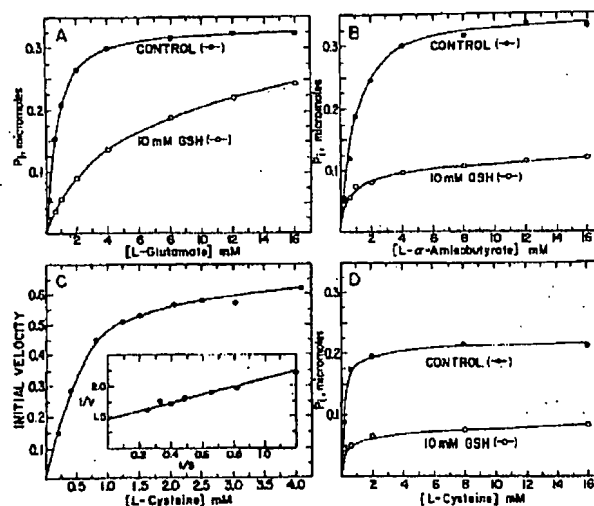 A
CONTROL (-●-)
10 mM GSH (-○-)
Pi, micromoles
0.3
0.2
0.1
0 2 4 6 8 10 12 14 16
[L-Glutamate] mM
B
CONTROL (-●-)
10 mM GSH (-○-)
Pi, micromoles
0.3
0.2
0.1
2 4 6 8 10 12 14 16
[L-α-Aminobutyrate] mM
C
INITIAL VELOCITY
0.6
0.5
0.4
0.3
0.2
0.1
1/V
2.0
1.5
0.2 0.4 0.6 0.8 1.0
1/S
0.5 1.0 1.5 2.0 2.5 3.0 3.5 4.0
[L-Cysteine] mM
D
CONTROL (-●-)
10 mM GSH (-○-)
Pi, micromoles
0.3
0.2
0.1
0 2 4 6 8 10 12 14 16
[L-Cysteine] mM